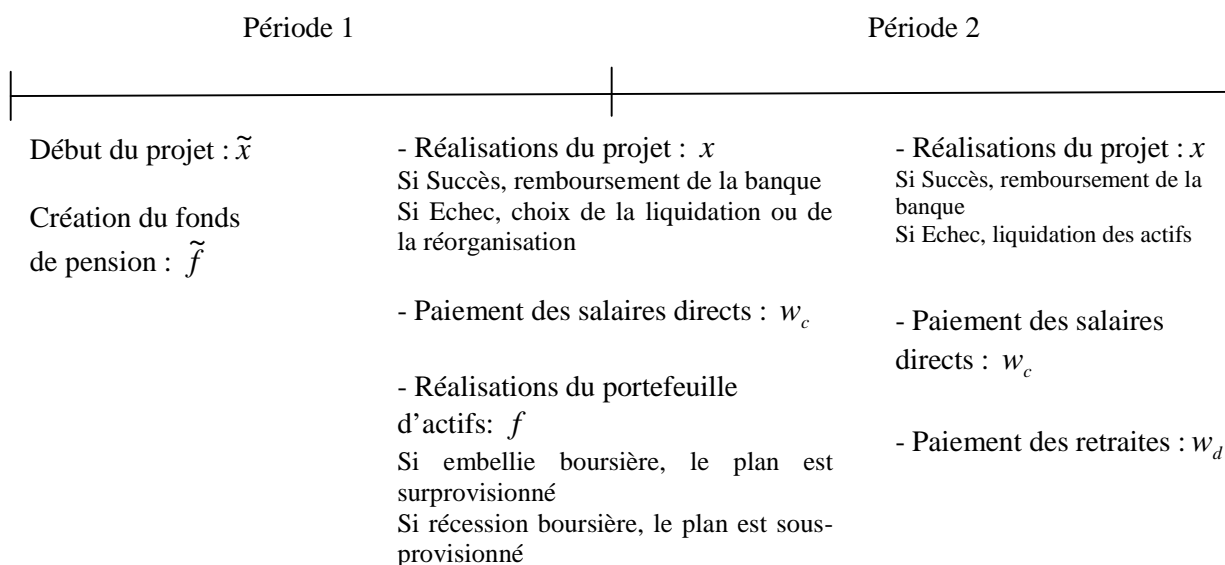 Période 1
Période 2
Début du projet : x̃
Création du fonds
de pension : f̃
- Réalisations du projet : x
Si Succès, remboursement de la banque
Si Echec, choix de la liquidation ou de
la réorganisation
- Paiement des salaires directs : w_c
- Réalisations du portefeuille
d'actifs: f
Si embellie boursière, le plan est
surprovisionné
Si récession boursière, le plan est sous-
provisionné
- Réalisations du projet : x
Si Succès, remboursement de la
banque
Si Echec, liquidation des actifs
- Paiement des salaires
directs : w_c
- Paiement des retraites : w_d